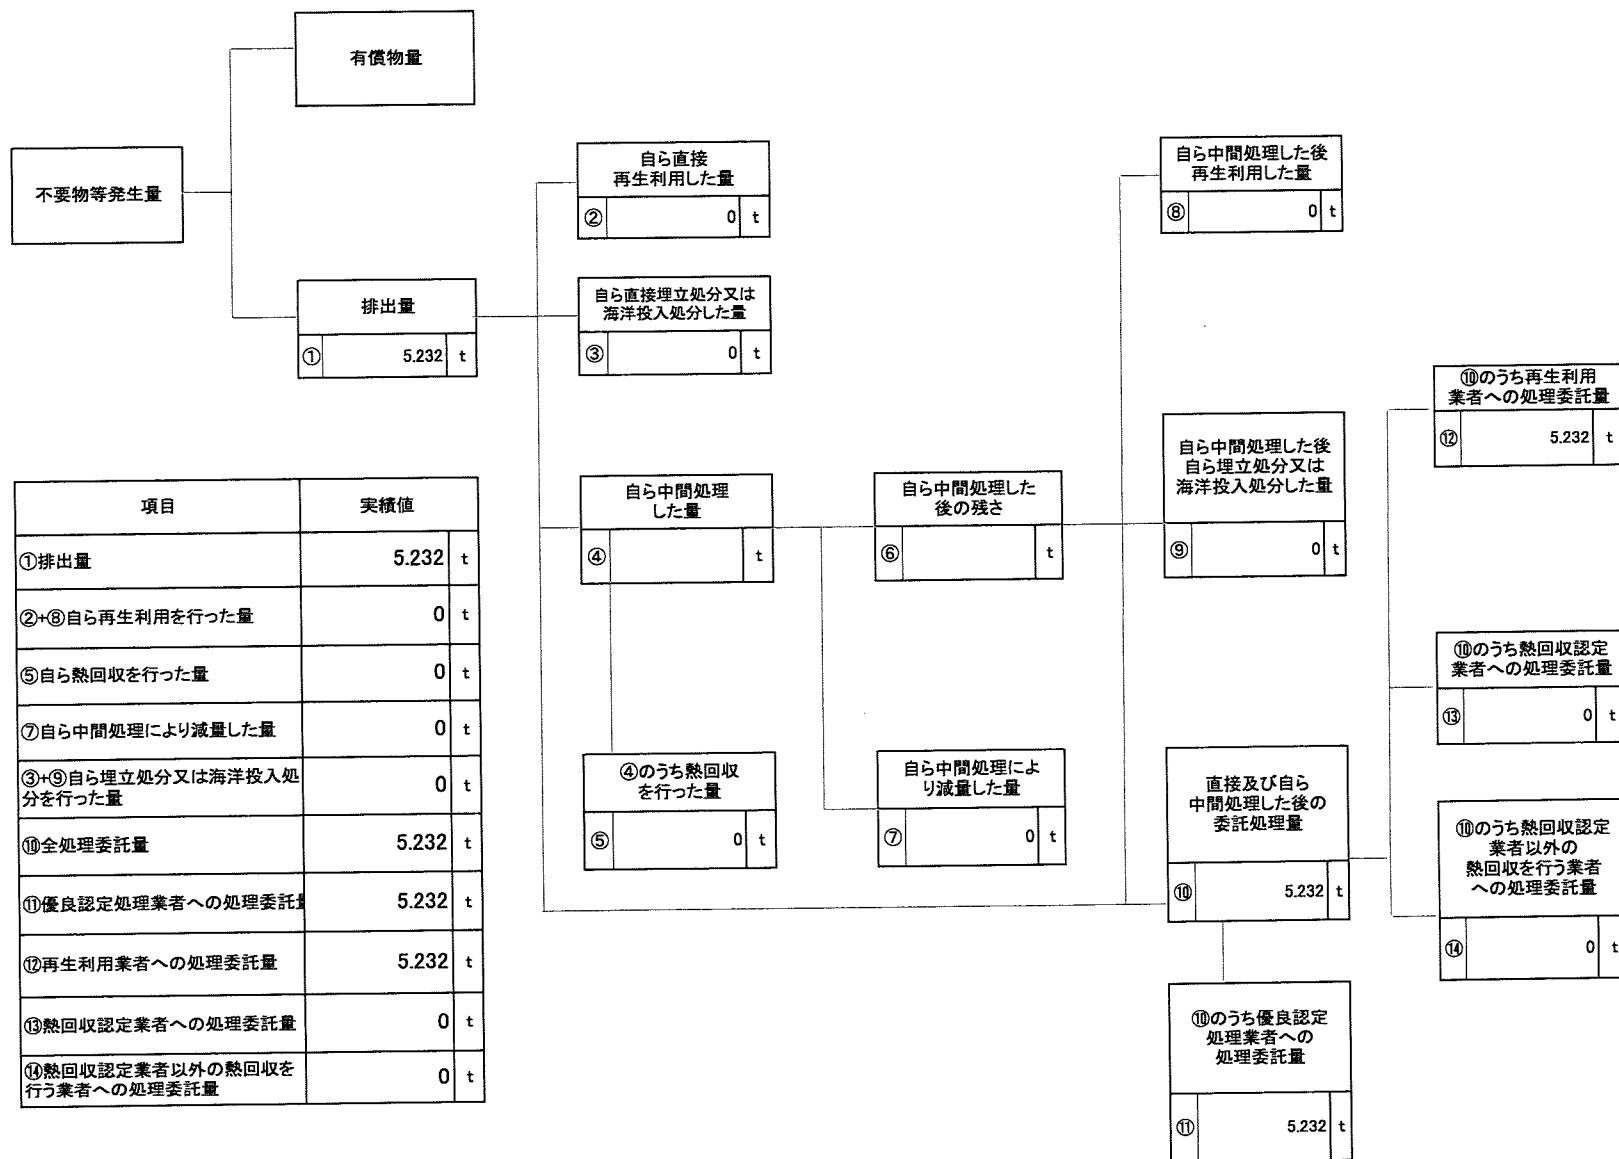 有償物量
不要物等発生量
排出量
① 5.232 t
自ら直接
再生利用した量
② 0 t
自ら直接埋立処分又は
海洋投入処分した量
③ 0 t
自ら中間処理
した量
④ t
④のうち熱回収
を行った量
⑤ 0 t
自ら中間処理した
後の残さ
⑥ t
自ら中間処理によ
り減量した量
⑦ 0 t
自ら中間処理した後
再生利用した量
⑧ 0 t
自ら中間処理した後
自ら埋立処分又は
海洋投入処分した量
⑨ 0 t
直接及び自ら
中間処理した後の
委託処理量
⑩ 5.232 t
⑩のうち優良認定
処理業者への
処理委託量
⑪ 5.232 t
⑩のうち再生利用
業者への処理委託量
⑫ 5.232 t
⑩のうち熱回収認定
業者への処理委託量
⑬ 0 t
⑩のうち熱回収認定
業者以外の
熱回収を行う業者
への処理委託量
⑭ 0 t
項目 実績値
①排出量 5.232 t
②+⑧自ら再生利用を行った量 0 t
⑤自ら熱回収を行った量 0 t
⑦自ら中間処理により減量した量 0 t
③+⑨自ら埋立処分又は海洋投入処
分を行った量 0 t
⑩全処理委託量 5.232 t
⑪優良認定処理業者への処理委託量 5.232 t
⑫再生利用業者への処理委託量 5.232 t
⑬熱回収認定業者への処理委託量 0 t
⑭熱回収認定業者以外の熱回収を
行う業者への処理委託量 0 t